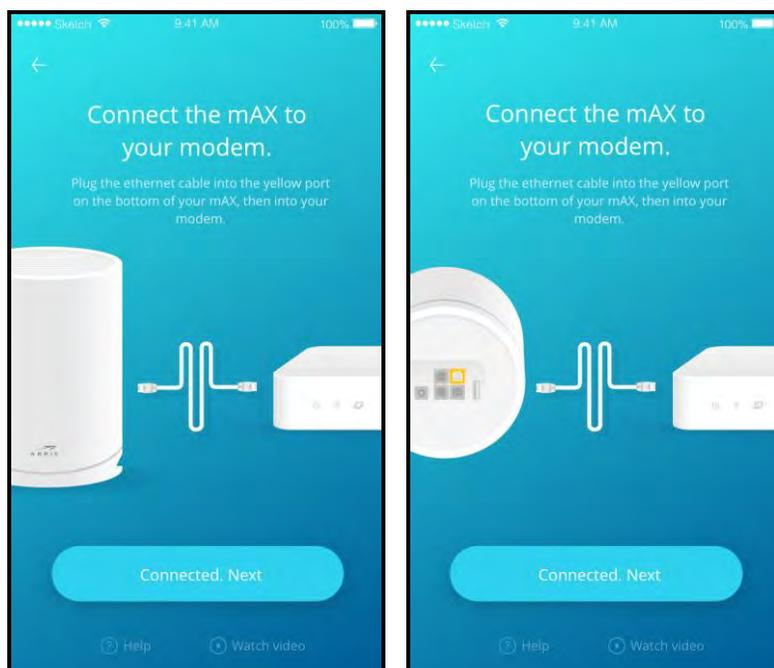 Sketch 9:41 AM 100%
Connect the mAX to
your modem.
Plug the ethernet cable into the yellow port
on the bottom of your mAX, then into your
modem.
ARRIS
Connected. Next
Help Watch video
Sketch 9:41 AM 100%
Connect the mAX to
your modem.
Plug the ethernet cable into the yellow port
on the bottom of your mAX, then into your
modem.
Connected. Next
Help Watch video